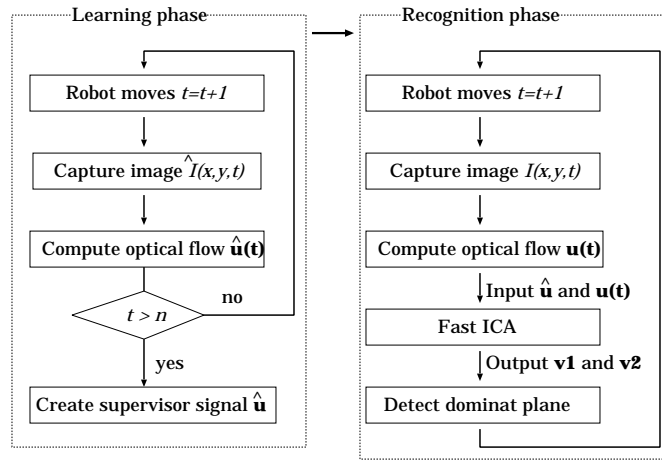 Learning phase
Robot moves t=t+1
Capture image Î(x,y,t)
Compute optical flow û(t)
t > n
no
yes
Create supervisor signal û
Recognition phase
Robot moves t=t+1
Capture image I(x,y,t)
Compute optical flow u(t)
Input û and u(t)
Fast ICA
Output v1 and v2
Detect dominat plane